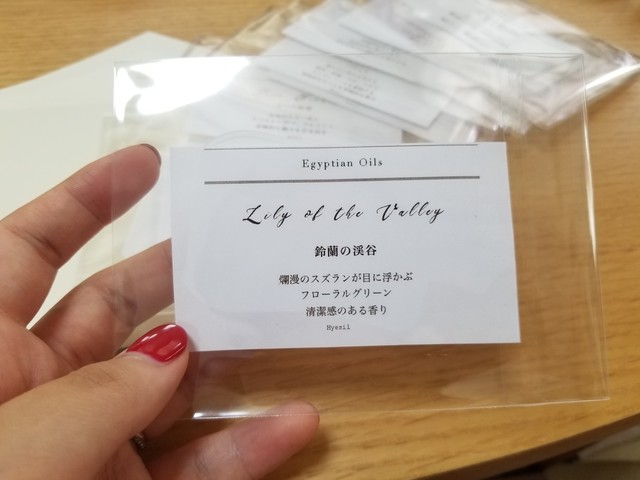 Egyptian Oils
Lily of the Valley
鈴蘭の渓谷
爛漫のスズランが目に浮かぶ
フローラルグリーン
清潔感のある香り
Hyezil